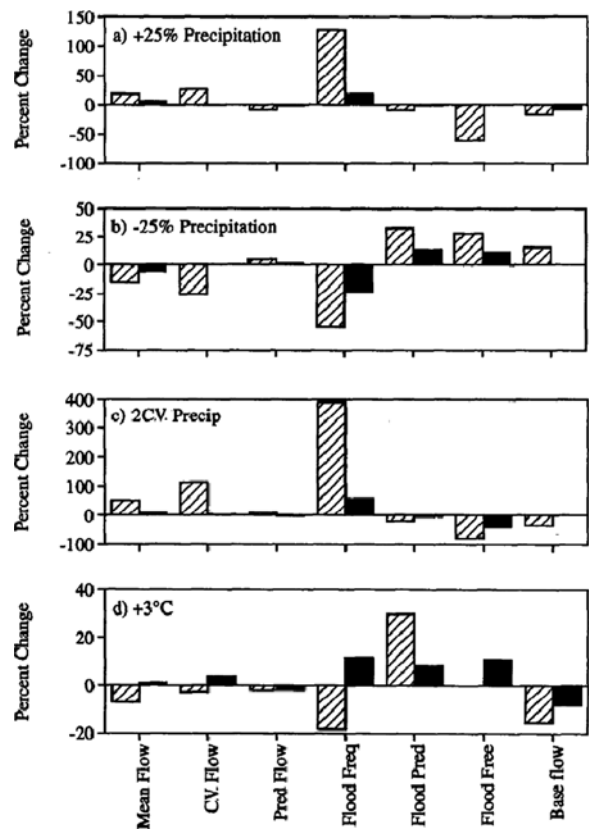 a) +25% Precipitation
Percent Change
150
100
50
0
-50
-100
b) -25% Precipitation
Percent Change
50
25
0
-25
-50
-75
c) 2C.V. Precip
Percent Change
400
300
200
100
0
-100
d) +3°C
Percent Change
40
20
0
-20
Mean Flow
C.V. Flow
Pred Flow
Flood Freq
Flood Pred
Flood Free
Base flow